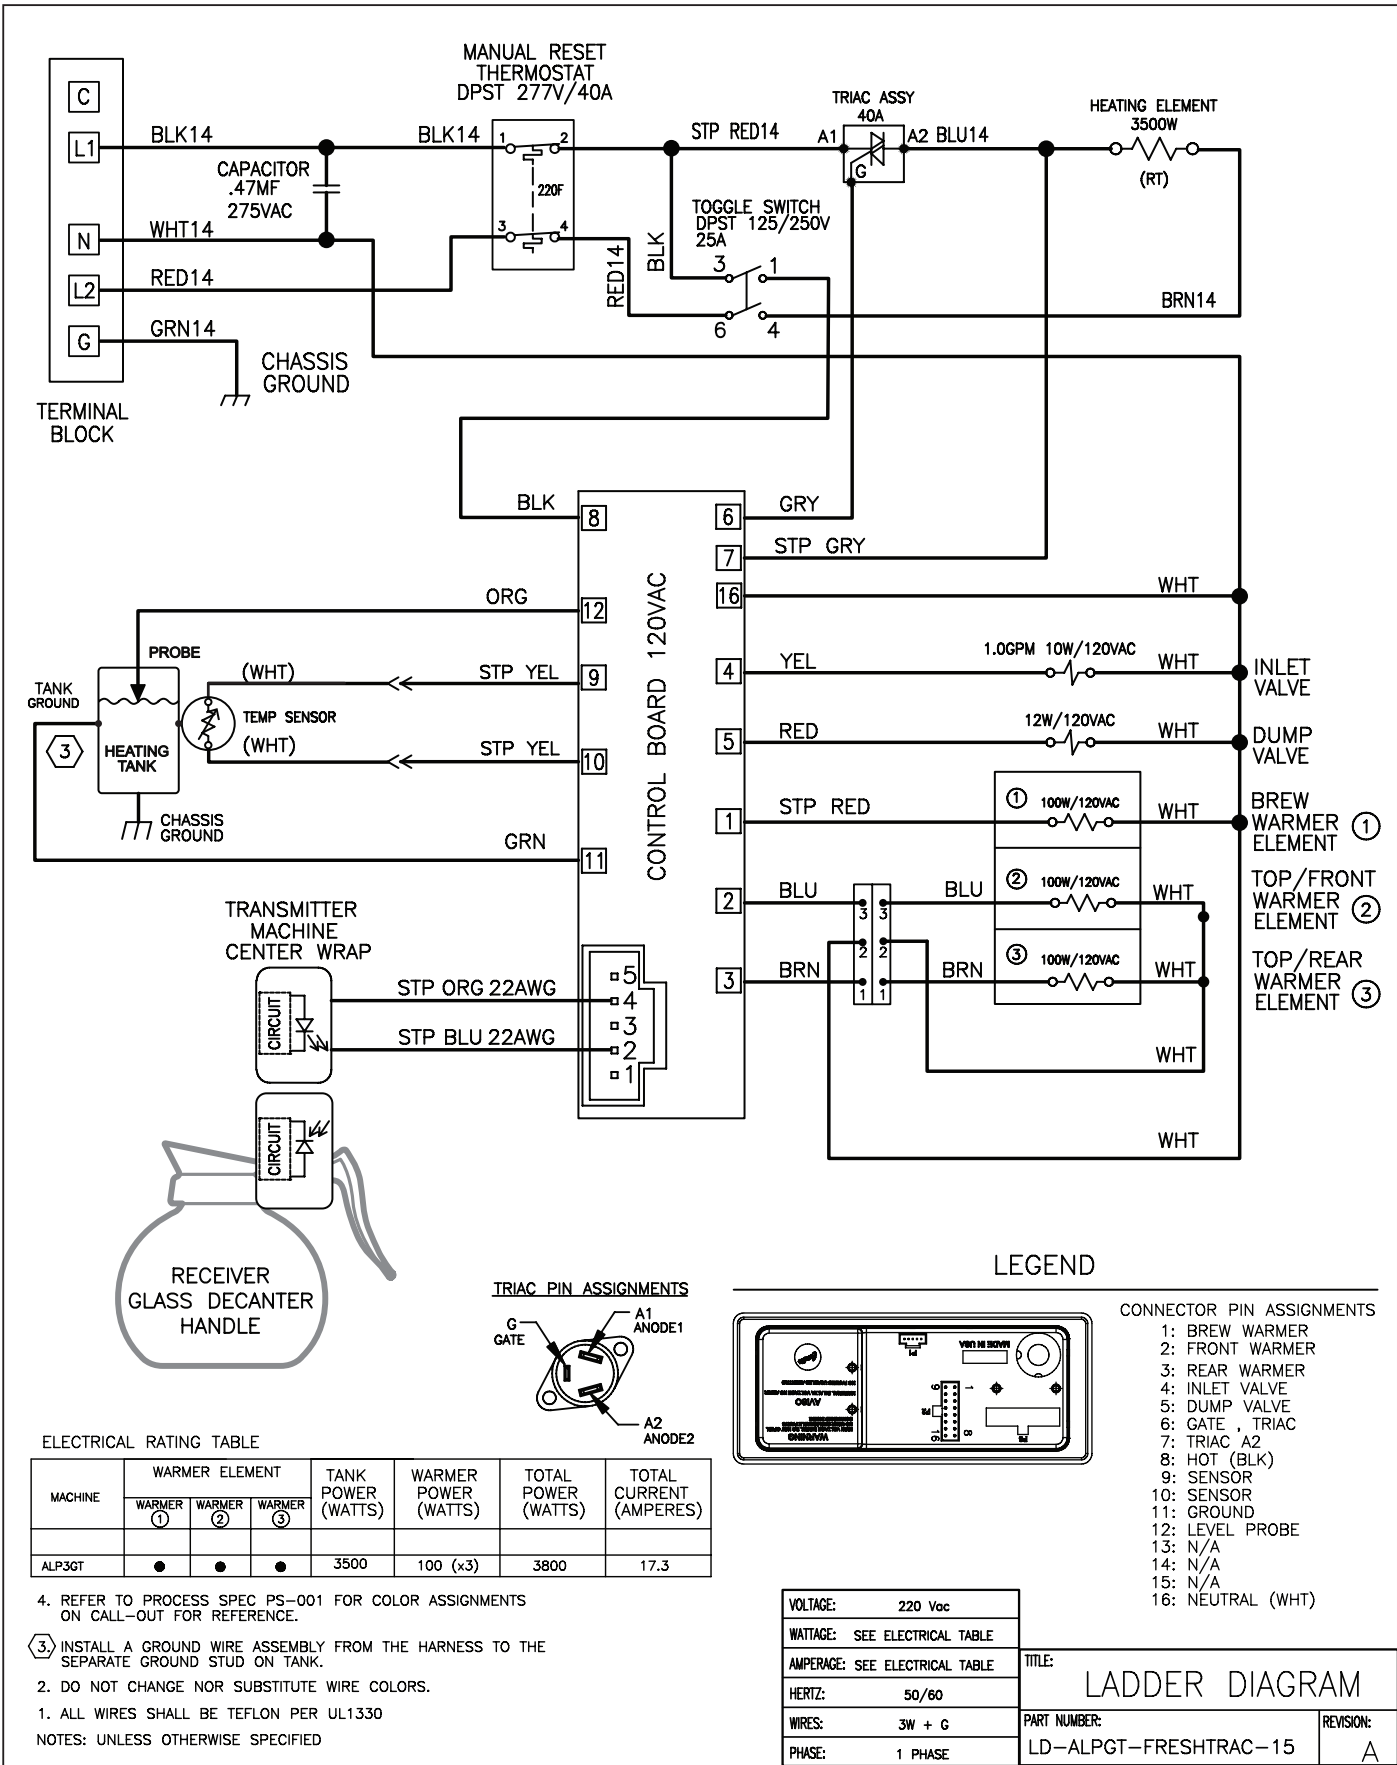 MANUAL RESET
THERMOSTAT
DPST 277V/40A
TRIAC ASSY
40A
HEATING ELEMENT
3500W
(RT)
C
L1
N
L2
G
BLK14
CAPACITOR
.47MF
275VAC
WHT14
RED14
GRN14
BLK14
1
2
220F
3
4
STP RED14
A1
A2
G
BLU14
TOGGLE SWITCH
DPST 125/250V
25A
BLK
RED14
3
1
6
4
BRN14
CHASSIS
GROUND
TERMINAL
BLOCK
CONTROL BOARD 120VAC
BLK
8
6
GRY
7
STP GRY
16
WHT
ORG
12
PROBE
(WHT)
STP YEL
9
4
YEL
1.0GPM 10W/120VAC
WHT
INLET
VALVE
TANK
GROUND
3
HEATING
TANK
TEMP SENSOR
(WHT)
STP YEL
10
5
RED
12W/120VAC
WHT
DUMP
VALVE
CHASSIS
GROUND
GRN
11
1
STP RED
1
100W/120VAC
WHT
BREW
WARMER
ELEMENT
1
2
BLU
3
3
BLU
2
100W/120VAC
WHT
TOP/FRONT
WARMER
ELEMENT
2
2
2
3
BRN
1
1
BRN
3
100W/120VAC
WHT
TOP/REAR
WARMER
ELEMENT
3
WHT
WHT
TRANSMITTER
MACHINE
CENTER WRAP
CIRCUIT
STP ORG 22AWG
STP BLU 22AWG
5
4
3
2
1
CIRCUIT
RECEIVER
GLASS DECANTER
HANDLE
TRIAC PIN ASSIGNMENTS
G
GATE
A1
ANODE1
A2
ANODE2
LEGEND
P1
MADE IN USA
AVISO
WARNING
9
1
P2
16
8
CONNECTOR PIN ASSIGNMENTS
1: BREW WARMER
2: FRONT WARMER
3: REAR WARMER
4: INLET VALVE
5: DUMP VALVE
6: GATE , TRIAC
7: TRIAC A2
8: HOT (BLK)
9: SENSOR
10: SENSOR
11: GROUND
12: LEVEL PROBE
13: N/A
14: N/A
15: N/A
16: NEUTRAL (WHT)
ELECTRICAL RATING TABLE
MACHINE
WARMER ELEMENT
WARMER 1
WARMER 2
WARMER 3
TANK
POWER
(WATTS)
WARMER
POWER
(WATTS)
TOTAL
POWER
(WATTS)
TOTAL
CURRENT
(AMPERES)
ALP3GT ● ● ● 3500 100 (x3) 3800 17.3
4. REFER TO PROCESS SPEC PS-001 FOR COLOR ASSIGNMENTS
ON CALL-OUT FOR REFERENCE.
3. INSTALL A GROUND WIRE ASSEMBLY FROM THE HARNESS TO THE
SEPARATE GROUND STUD ON TANK.
2. DO NOT CHANGE NOR SUBSTITUTE WIRE COLORS.
1. ALL WIRES SHALL BE TEFLON PER UL1330
NOTES: UNLESS OTHERWISE SPECIFIED
VOLTAGE: 220 Vac
WATTAGE: SEE ELECTRICAL TABLE
AMPERAGE: SEE ELECTRICAL TABLE
HERTZ: 50/60
WIRES: 3W + G
PHASE: 1 PHASE
TITLE:
LADDER DIAGRAM
PART NUMBER:
LD-ALPGT-FRESHTRAC-15
REVISION:
A